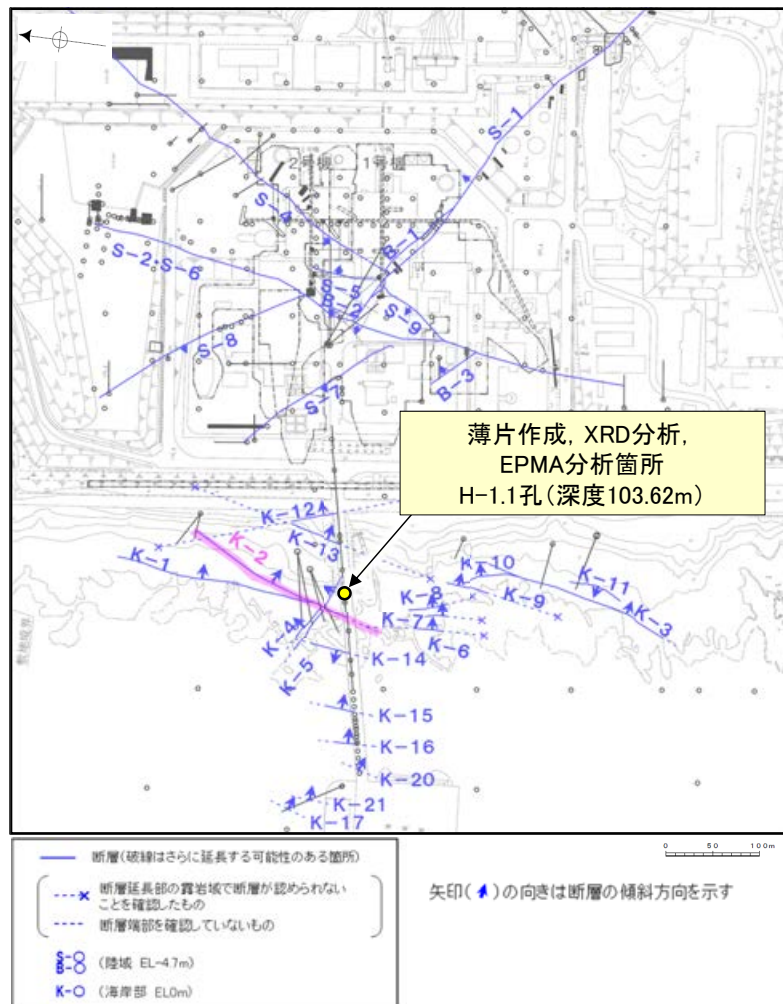 2号機
1号機
S-1
S-4
B-1
S-2・S-6
S-5
B-2
S-9
S-8
B-3
S-7
薄片作成, XRD分析,
EPMA分析箇所
H-1.1孔(深度103.62m)
K-12
K-2
K-13
K-1
K-10
K-11
K-8
K-9
K-3
K-7
K-4
K-6
K-5
K-14
敷地境界
K-15
K-16
K-20
K-21
K-17
断層(破線はさらに延長する可能性のある箇所)
断層延長部の露岩域で断層が認められない
ことを確認したもの
断層端部を確認していないもの
S-○
B-○ (陸域 EL-4.7m)
K-○ (海岸部 EL0m)
0 50 100m
矢印( )の向きは断層の傾斜方向を示す